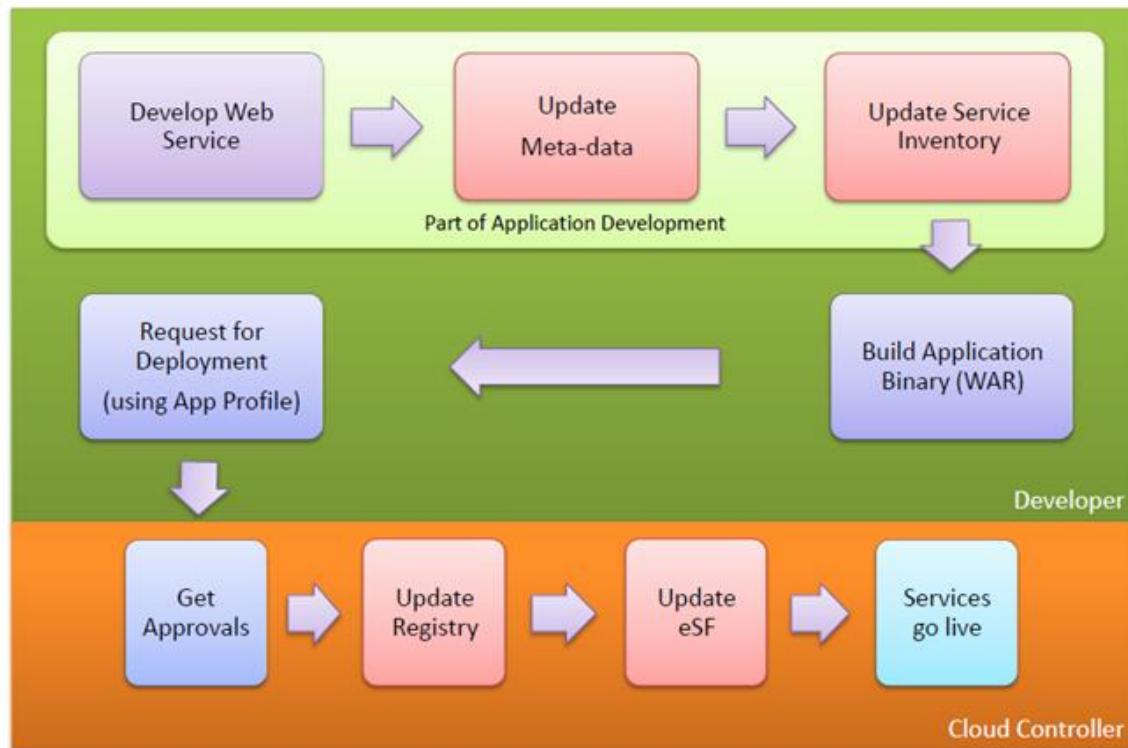 Develop Web
Service
Update
Meta-data
Update Service
Inventory
Part of Application Development
Build Application
Binary (WAR)
Request for
Deployment
(using App Profile)
Developer
Get
Approvals
Update
Registry
Update
eSF
Services
go live
Cloud Controller